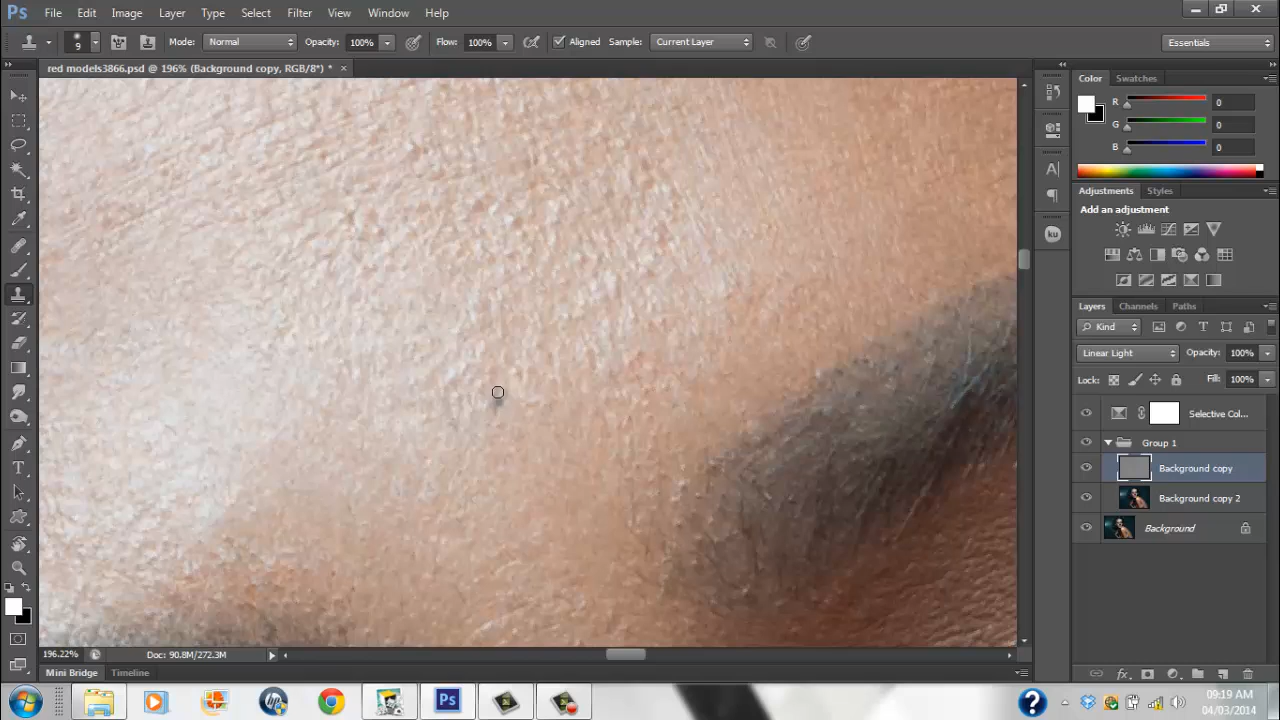 Ps File Edit Image Layer Type Select Filter View Window Help
9 Mode: Normal Opacity: 100% Flow: 100% Aligned Sample: Current Layer Essentials
red models3866.psd @ 196% (Background copy, RGB/8*) * ×
Color Swatches
R 0
G 0
B 0
Adjustments Styles
Add an adjustment
A
ku
Layers Channels Paths
Kind T
Linear Light Opacity: 100%
Lock: Fill: 100%
Selective Col...
Group 1
Background copy
Background copy 2
Background
T
196.22% Doc: 90.8M/272.3M
fx
Mini Bridge Timeline
hp Ps ? 09:19 AM
04/03/2014